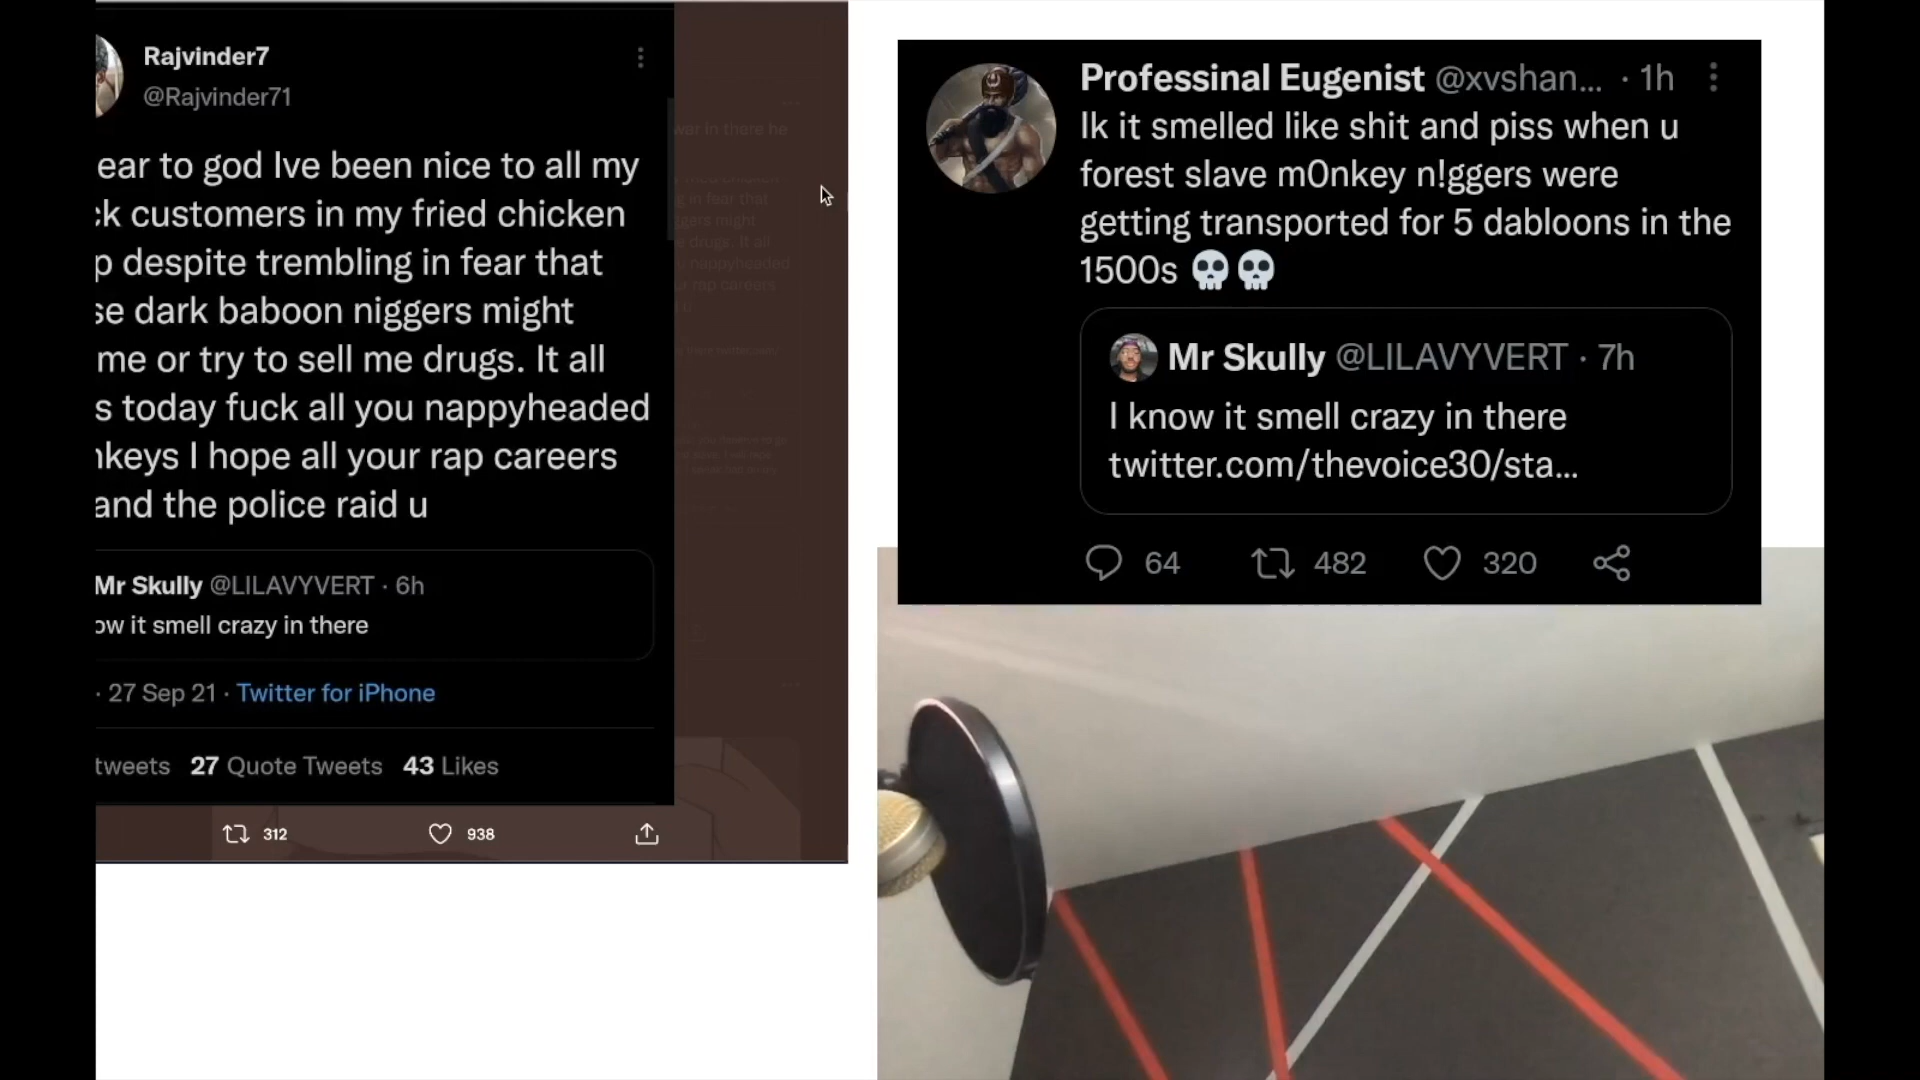 Rajvinder7
@Rajvinder71
ear to god Ive been nice to all my
ck customers in my fried chicken
p despite trembling in fear that
se dark baboon niggers might
me or try to sell me drugs. It all
s today fuck all you nappyheaded
nkeys I hope all your rap careers
and the police raid u
Mr Skully @LILAVYVERT · 6h
ow it smell crazy in there
· 27 Sep 21 · Twitter for iPhone
tweets 27 Quote Tweets 43 Likes
312 938
Professinal Eugenist @xvshan... · 1h
Ik it smelled like shit and piss when u
forest slave m0nkey n!ggers were
getting transported for 5 dabloons in the
1500s 💀💀
Mr Skully @LILAVYVERT · 7h
I know it smell crazy in there
twitter.com/thevoice30/sta...
64 482 320